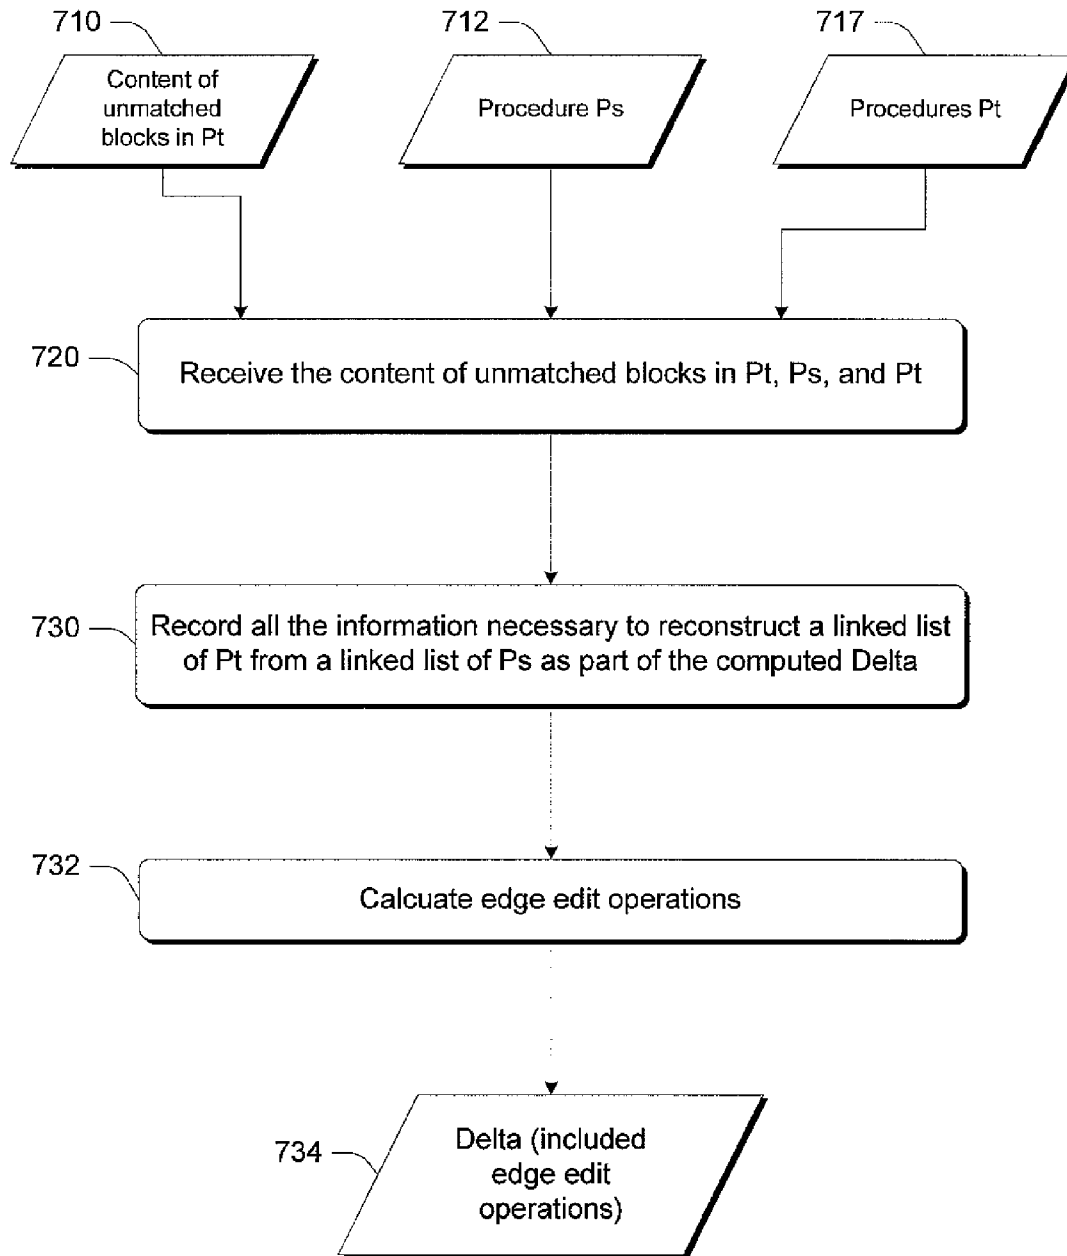 710
712
717
Content of
unmatched
blocks in Pt
Procedure Ps
Procedures Pt
720
Receive the content of unmatched blocks in Pt, Ps, and Pt
730
Record all the information necessary to reconstruct a linked list
of Pt from a linked list of Ps as part of the computed Delta
732
Calcuate edge edit operations
734
Delta (included
edge edit
operations)